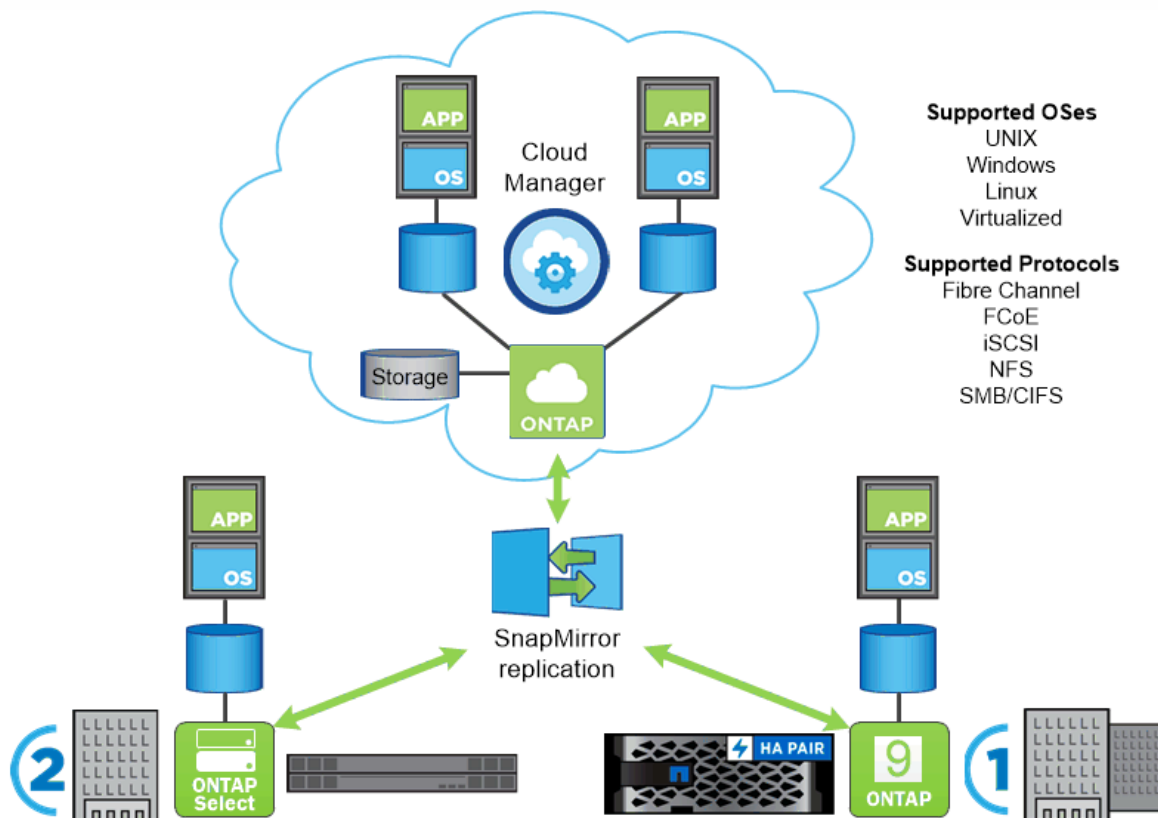 APP
OS
APP
OS
Cloud
Manager
Storage
ONTAP
Supported OSes
UNIX
Windows
Linux
Virtualized
Supported Protocols
Fibre Channel
FCoE
iSCSI
NFS
SMB/CIFS
APP
OS
SnapMirror
replication
APP
OS
2
ONTAP
Select
HA PAIR
9
ONTAP
1